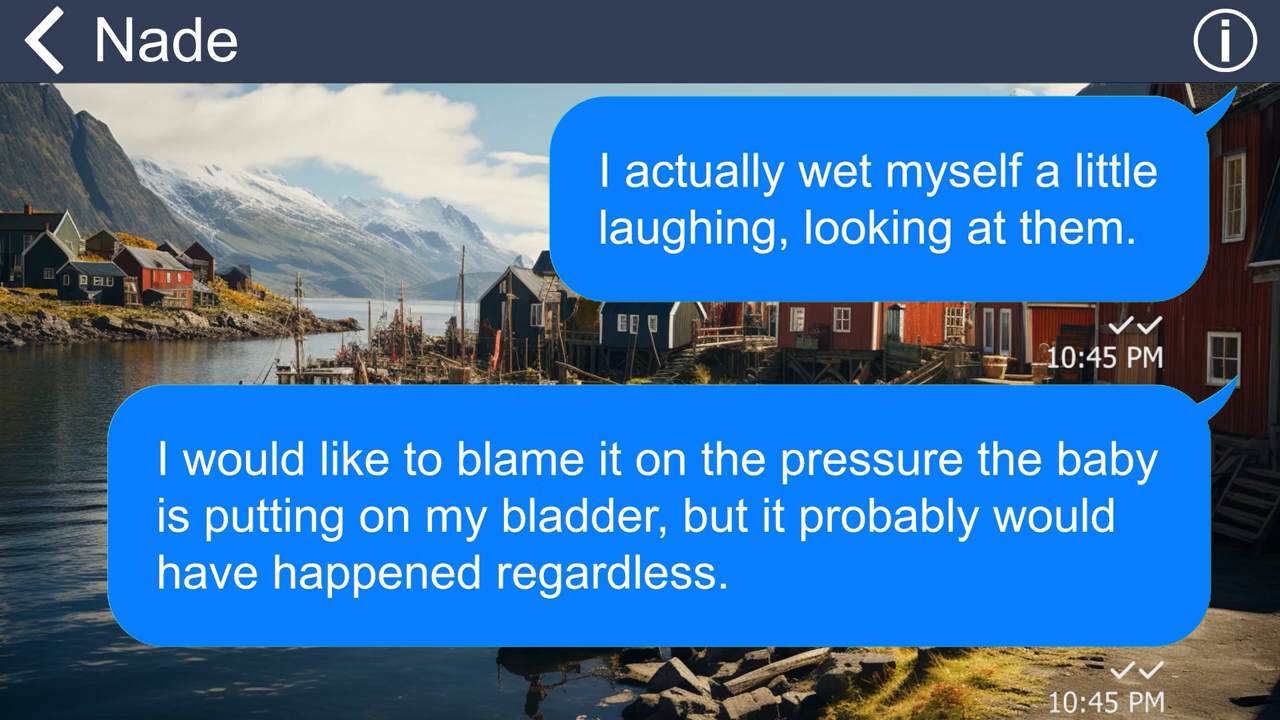 Nade
I actually wet myself a little
laughing, looking at them.
10:45 PM
I would like to blame it on the pressure the baby
is putting on my bladder, but it probably would
have happened regardless.
10:45 PM